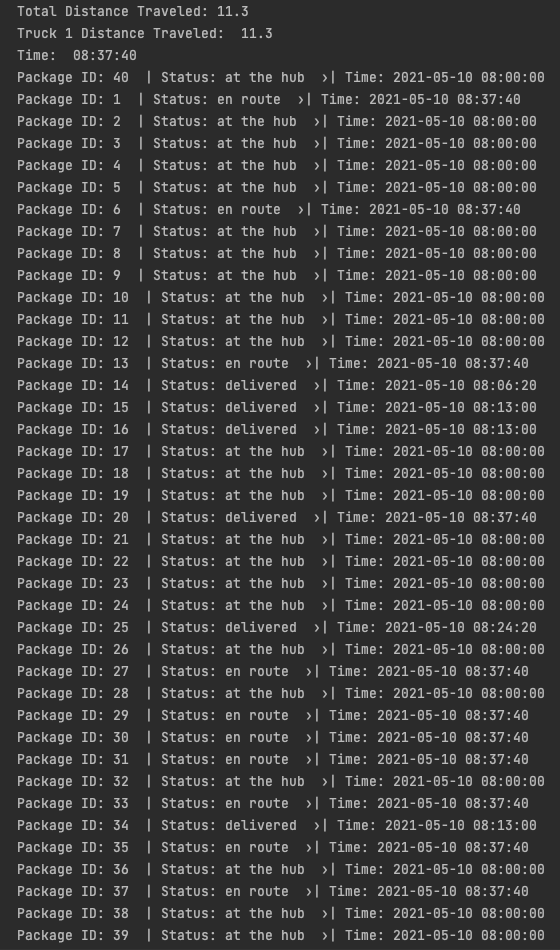 Total Distance Traveled: 11.3
Truck 1 Distance Traveled:  11.3
Time:  08:37:40
Package ID: 40  | Status: at the hub  ›| Time: 2021-05-10 08:00:00
Package ID: 1  | Status: en route  ›| Time: 2021-05-10 08:37:40
Package ID: 2  | Status: at the hub  ›| Time: 2021-05-10 08:00:00
Package ID: 3  | Status: at the hub  ›| Time: 2021-05-10 08:00:00
Package ID: 4  | Status: at the hub  ›| Time: 2021-05-10 08:00:00
Package ID: 5  | Status: at the hub  ›| Time: 2021-05-10 08:00:00
Package ID: 6  | Status: en route  ›| Time: 2021-05-10 08:37:40
Package ID: 7  | Status: at the hub  ›| Time: 2021-05-10 08:00:00
Package ID: 8  | Status: at the hub  ›| Time: 2021-05-10 08:00:00
Package ID: 9  | Status: at the hub  ›| Time: 2021-05-10 08:00:00
Package ID: 10  | Status: at the hub  ›| Time: 2021-05-10 08:00:00
Package ID: 11  | Status: at the hub  ›| Time: 2021-05-10 08:00:00
Package ID: 12  | Status: at the hub  ›| Time: 2021-05-10 08:00:00
Package ID: 13  | Status: en route  ›| Time: 2021-05-10 08:37:40
Package ID: 14  | Status: delivered  ›| Time: 2021-05-10 08:06:20
Package ID: 15  | Status: delivered  ›| Time: 2021-05-10 08:13:00
Package ID: 16  | Status: delivered  ›| Time: 2021-05-10 08:13:00
Package ID: 17  | Status: at the hub  ›| Time: 2021-05-10 08:00:00
Package ID: 18  | Status: at the hub  ›| Time: 2021-05-10 08:00:00
Package ID: 19  | Status: at the hub  ›| Time: 2021-05-10 08:00:00
Package ID: 20  | Status: delivered  ›| Time: 2021-05-10 08:37:40
Package ID: 21  | Status: at the hub  ›| Time: 2021-05-10 08:00:00
Package ID: 22  | Status: at the hub  ›| Time: 2021-05-10 08:00:00
Package ID: 23  | Status: at the hub  ›| Time: 2021-05-10 08:00:00
Package ID: 24  | Status: at the hub  ›| Time: 2021-05-10 08:00:00
Package ID: 25  | Status: delivered  ›| Time: 2021-05-10 08:24:20
Package ID: 26  | Status: at the hub  ›| Time: 2021-05-10 08:00:00
Package ID: 27  | Status: en route  ›| Time: 2021-05-10 08:37:40
Package ID: 28  | Status: at the hub  ›| Time: 2021-05-10 08:00:00
Package ID: 29  | Status: en route  ›| Time: 2021-05-10 08:37:40
Package ID: 30  | Status: en route  ›| Time: 2021-05-10 08:37:40
Package ID: 31  | Status: en route  ›| Time: 2021-05-10 08:37:40
Package ID: 32  | Status: at the hub  ›| Time: 2021-05-10 08:00:00
Package ID: 33  | Status: en route  ›| Time: 2021-05-10 08:37:40
Package ID: 34  | Status: delivered  ›| Time: 2021-05-10 08:13:00
Package ID: 35  | Status: en route  ›| Time: 2021-05-10 08:37:40
Package ID: 36  | Status: at the hub  ›| Time: 2021-05-10 08:00:00
Package ID: 37  | Status: en route  ›| Time: 2021-05-10 08:37:40
Package ID: 38  | Status: at the hub  ›| Time: 2021-05-10 08:00:00
Package ID: 39  | Status: at the hub  ›| Time: 2021-05-10 08:00:00